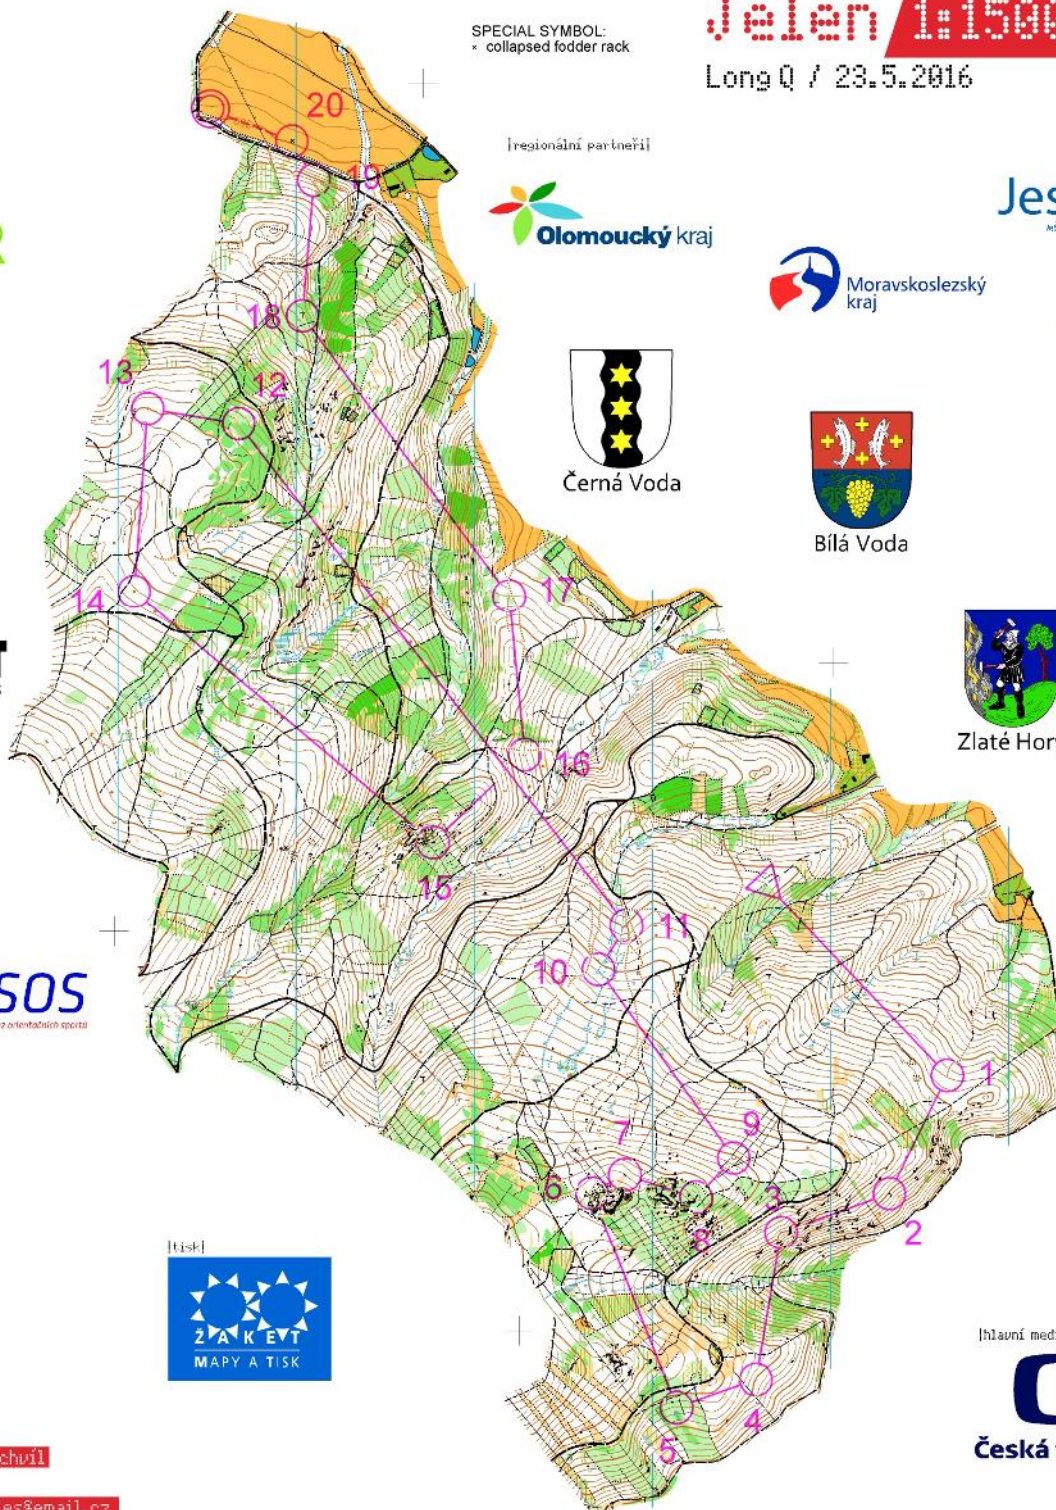 SPECIAL SYMBOL:
× collapsed fodder rack
Jelen
Long Q / 23.5.2016
|regionální partneři|
Olomoucký kraj
Moravskoslezský
kraj
Černá Voda
Bílá Voda
20
19
18
13
12
17
14
16
15
11
10
1
9
7
6
3
8
2
4
5
|tisk|
ŽAKET
MAPY A TISK